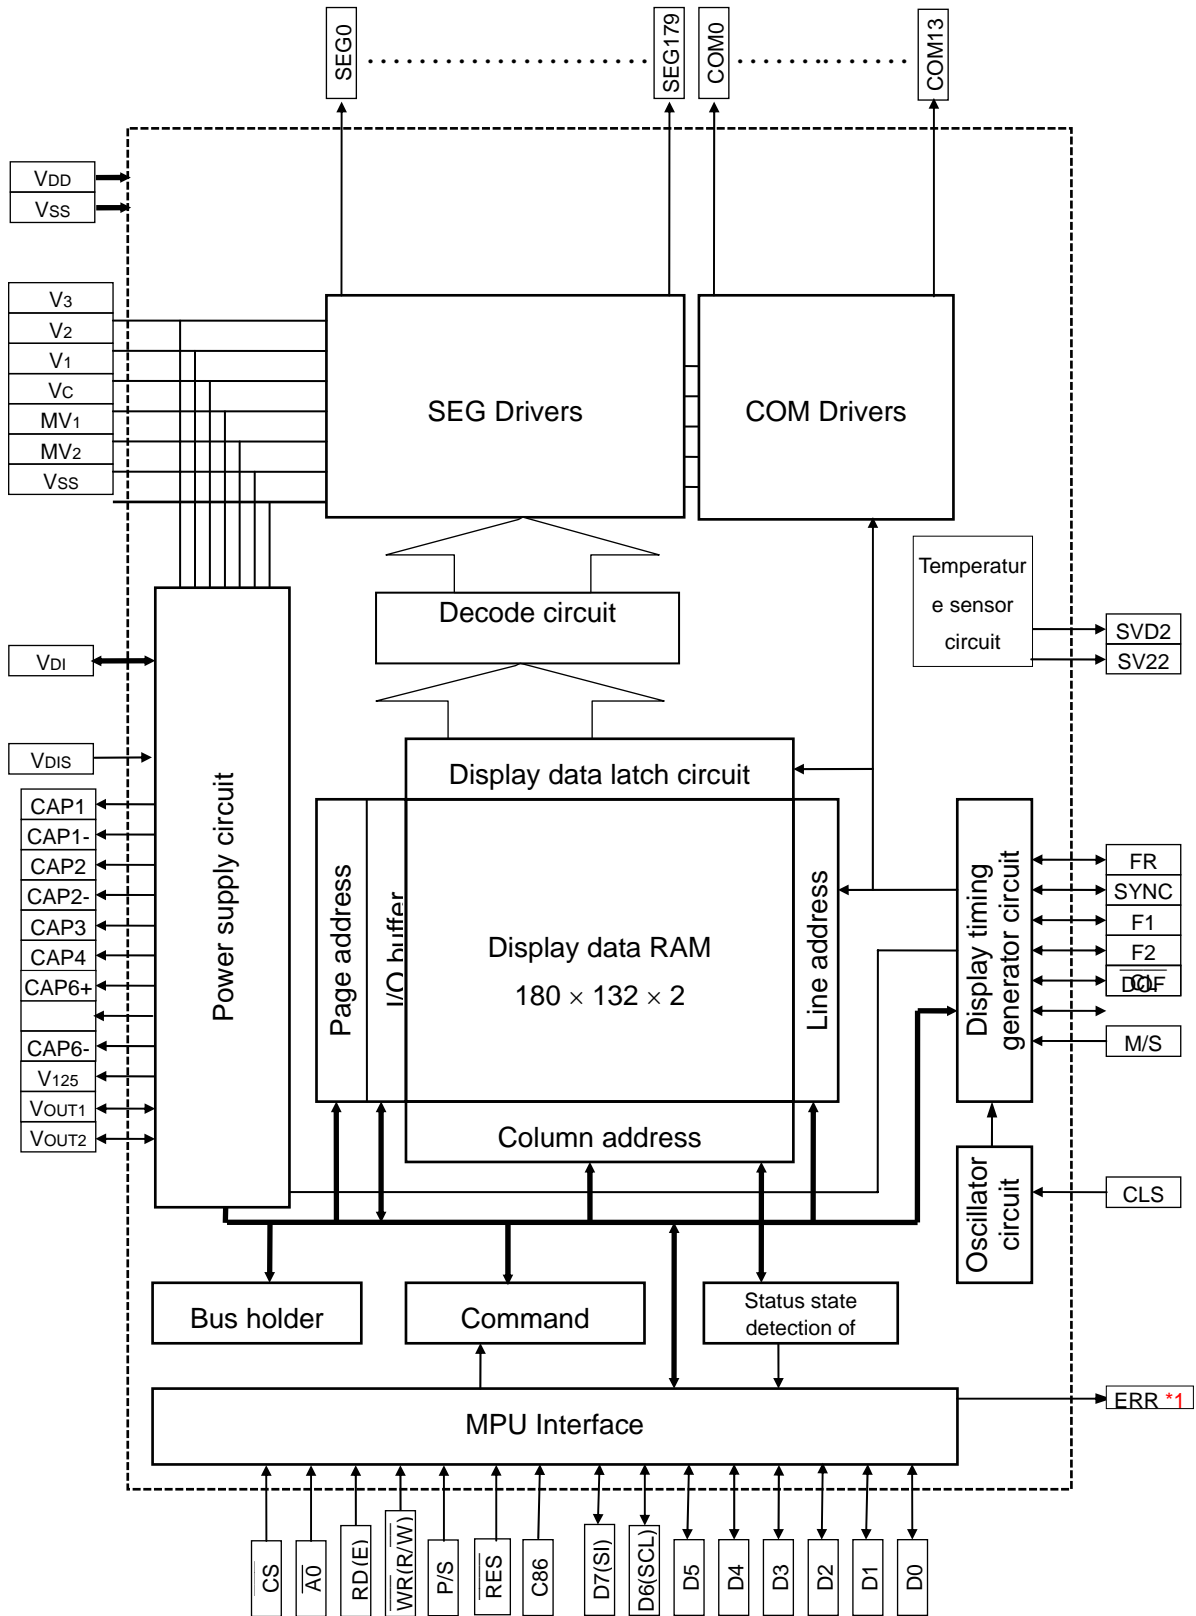 SEG0
SEG179
COM0
COM13
VDD
VSS
V3
V2
V1
VC
MV1
MV2
VSS
SEG Drivers
COM Drivers
Temperatur
e sensor
circuit
SVD2
SV22
Decode circuit
VDI
VDIS
CAP1
CAP1-
CAP2
CAP2-
CAP3
CAP4
CAP6+
CAP6-
V125
VOUT1
VOUT2
Power supply circuit
Display data latch circuit
Page address
I/O buffer
Display data RAM
180 × 132 × 2
Line address
Column address
Display timing
generator circuit
FR
SYNC
F1
F2
CL
DOF
M/S
Oscillator
circuit
CLS
Bus holder
Command
Status state
detection of
MPU Interface
ERR *1
CS
A0
RD(E)
WR(R/W)
P/S
RES
C86
D7(SI)
D6(SCL)
D5
D4
D3
D2
D1
D0